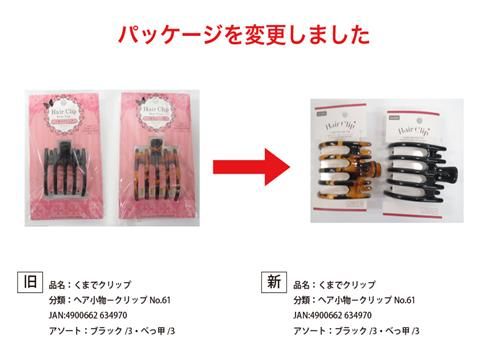 パッケージを変更しました
Hair Clip
Hair Clip
Hair Clip
Hair Clip
旧
品名：くまでクリップ
分類：ヘア小物ークリップ No.61
JAN:4900662 634970
アソート：ブラック /3・べっ甲 /3
新
品名：くまでクリップ
分類：ヘア小物ークリップ No.61
JAN:4900662 634970
アソート：ブラック /3・べっ甲 /3